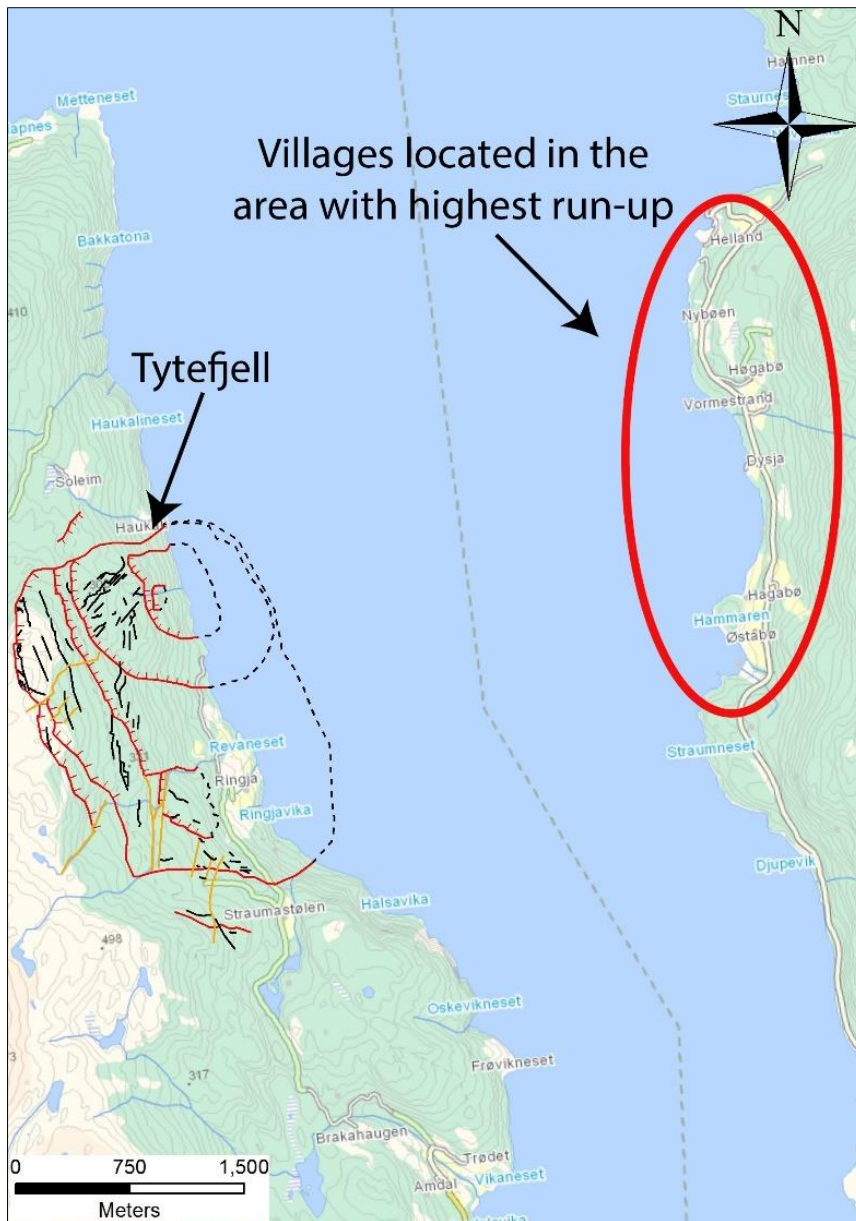 N
Hamnen
Metteneset
Staurnes
Villages located in the
area with highest run-up
Helland
Bakkatona
410
Nybøen
Tytefjell
Høgabø
Vormestrand
Haukalineset
Dysja
Soleim
Hagabø
Hammaren
Østabø
Revaneset
Straumneset
Ringja
Ringjavika
Djupevik
Halsavika
Straumastølen
498
Oskevikneset
Frøvikneset
317
Brakahaugen
Trødet
Vikaneset
Amdal
0 750 1,500
Meters